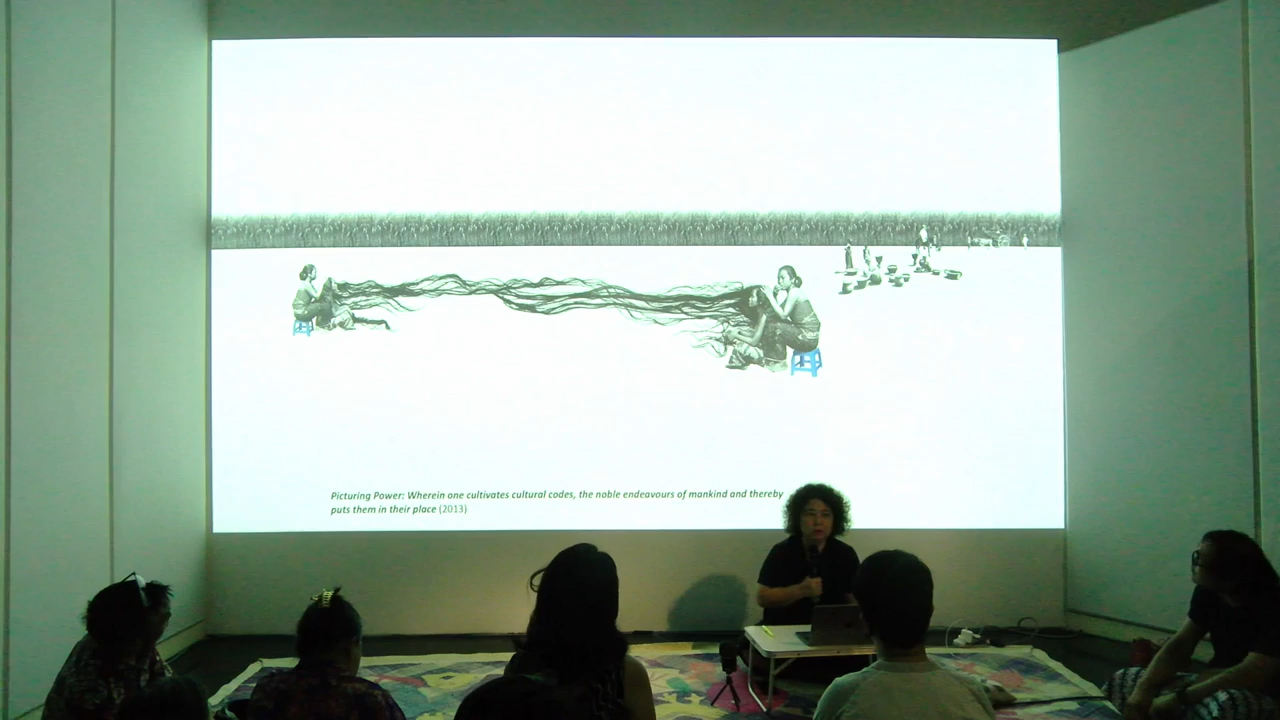 Picturing Power: Wherein one cultivates cultural codes, the noble endeavours of mankind and thereby
puts them in their place (2013)